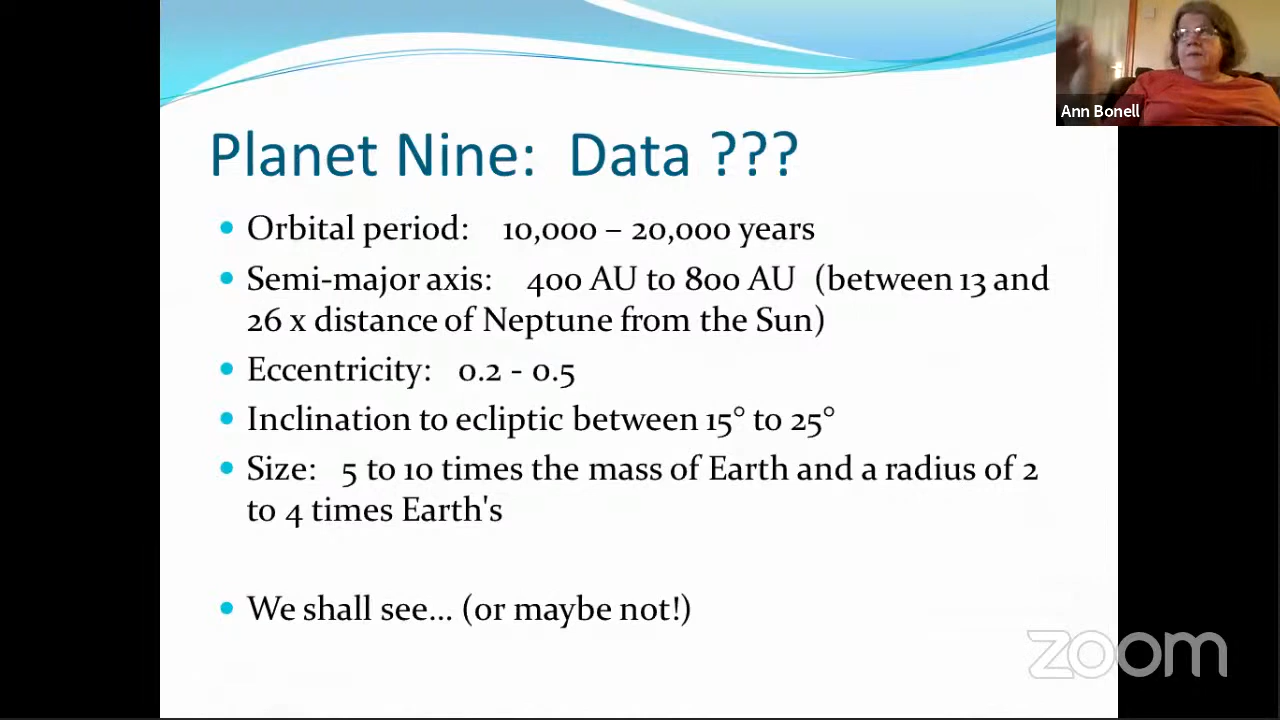 Ann Bonell
Planet Nine: Data ???
• Orbital period: 10,000 – 20,000 years
• Semi-major axis: 400 AU to 800 AU (between 13 and
26 x distance of Neptune from the Sun)
• Eccentricity: 0.2 - 0.5
• Inclination to ecliptic between 15° to 25°
• Size: 5 to 10 times the mass of Earth and a radius of 2
to 4 times Earth's
• We shall see... (or maybe not!)
zoom